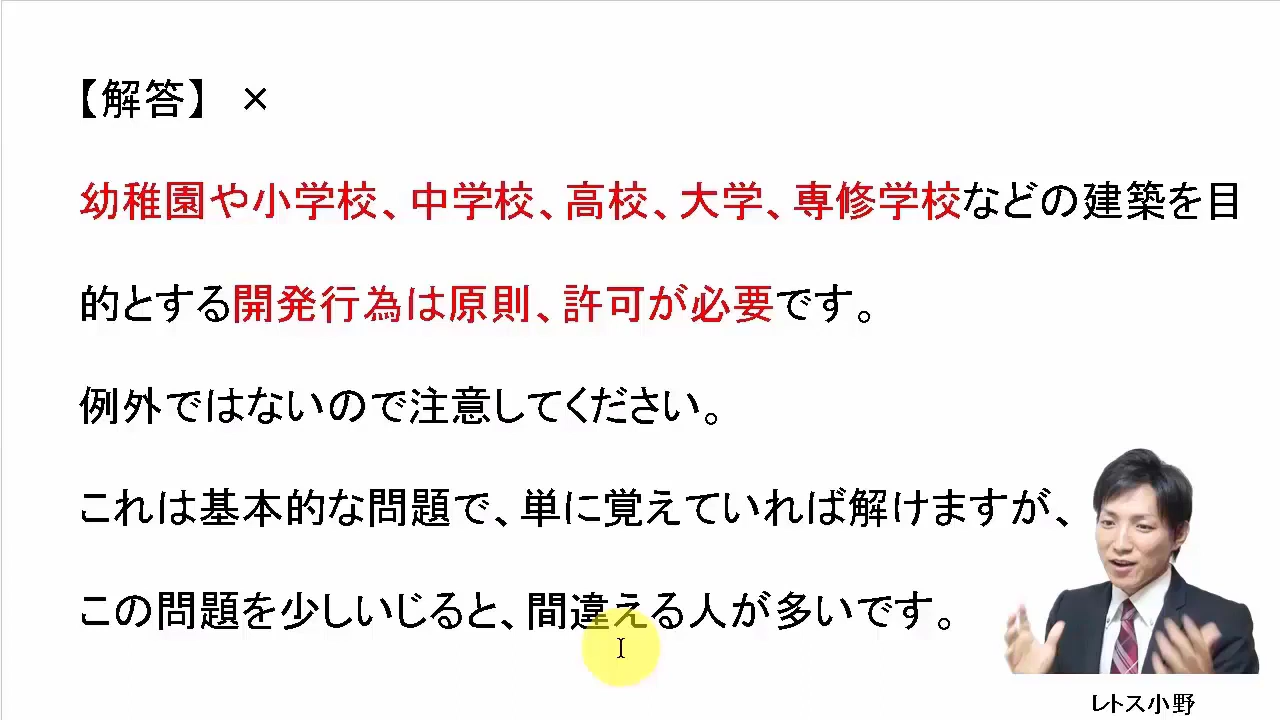 【解答】 ×
幼稚園や小学校、中学校、高校、大学、専修学校などの建築を目
的とする開発行為は原則、許可が必要です。
例外ではないので注意してください。
これは基本的な問題で、単に覚えていれば解けますが、
この問題を少しいじると、間違える人が多いです。
レトス小野